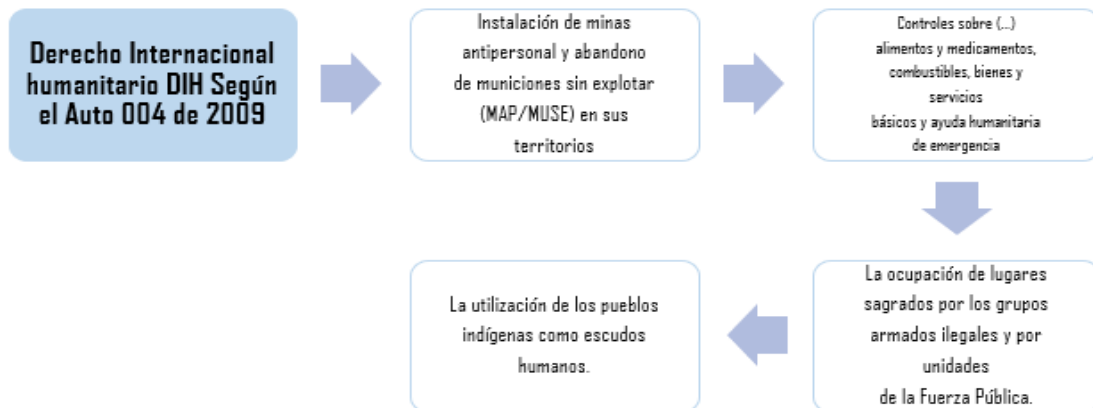 Derecho Internacional
humanitario DIH Según
el Auto 004 de 2009
Instalación de minas
antipersonal y abandono
de municiones sin explotar
(MAP/MUSE) en sus
territorios
Controles sobre (...)
alimentos y medicamentos,
combustibles, bienes y
servicios
básicos y ayuda humanitaria
de emergencia
La ocupación de lugares
sagrados por los grupos
armados ilegales y por
unidades
de la Fuerza Pública.
La utilización de los pueblos
indígenas como escudos
humanos.